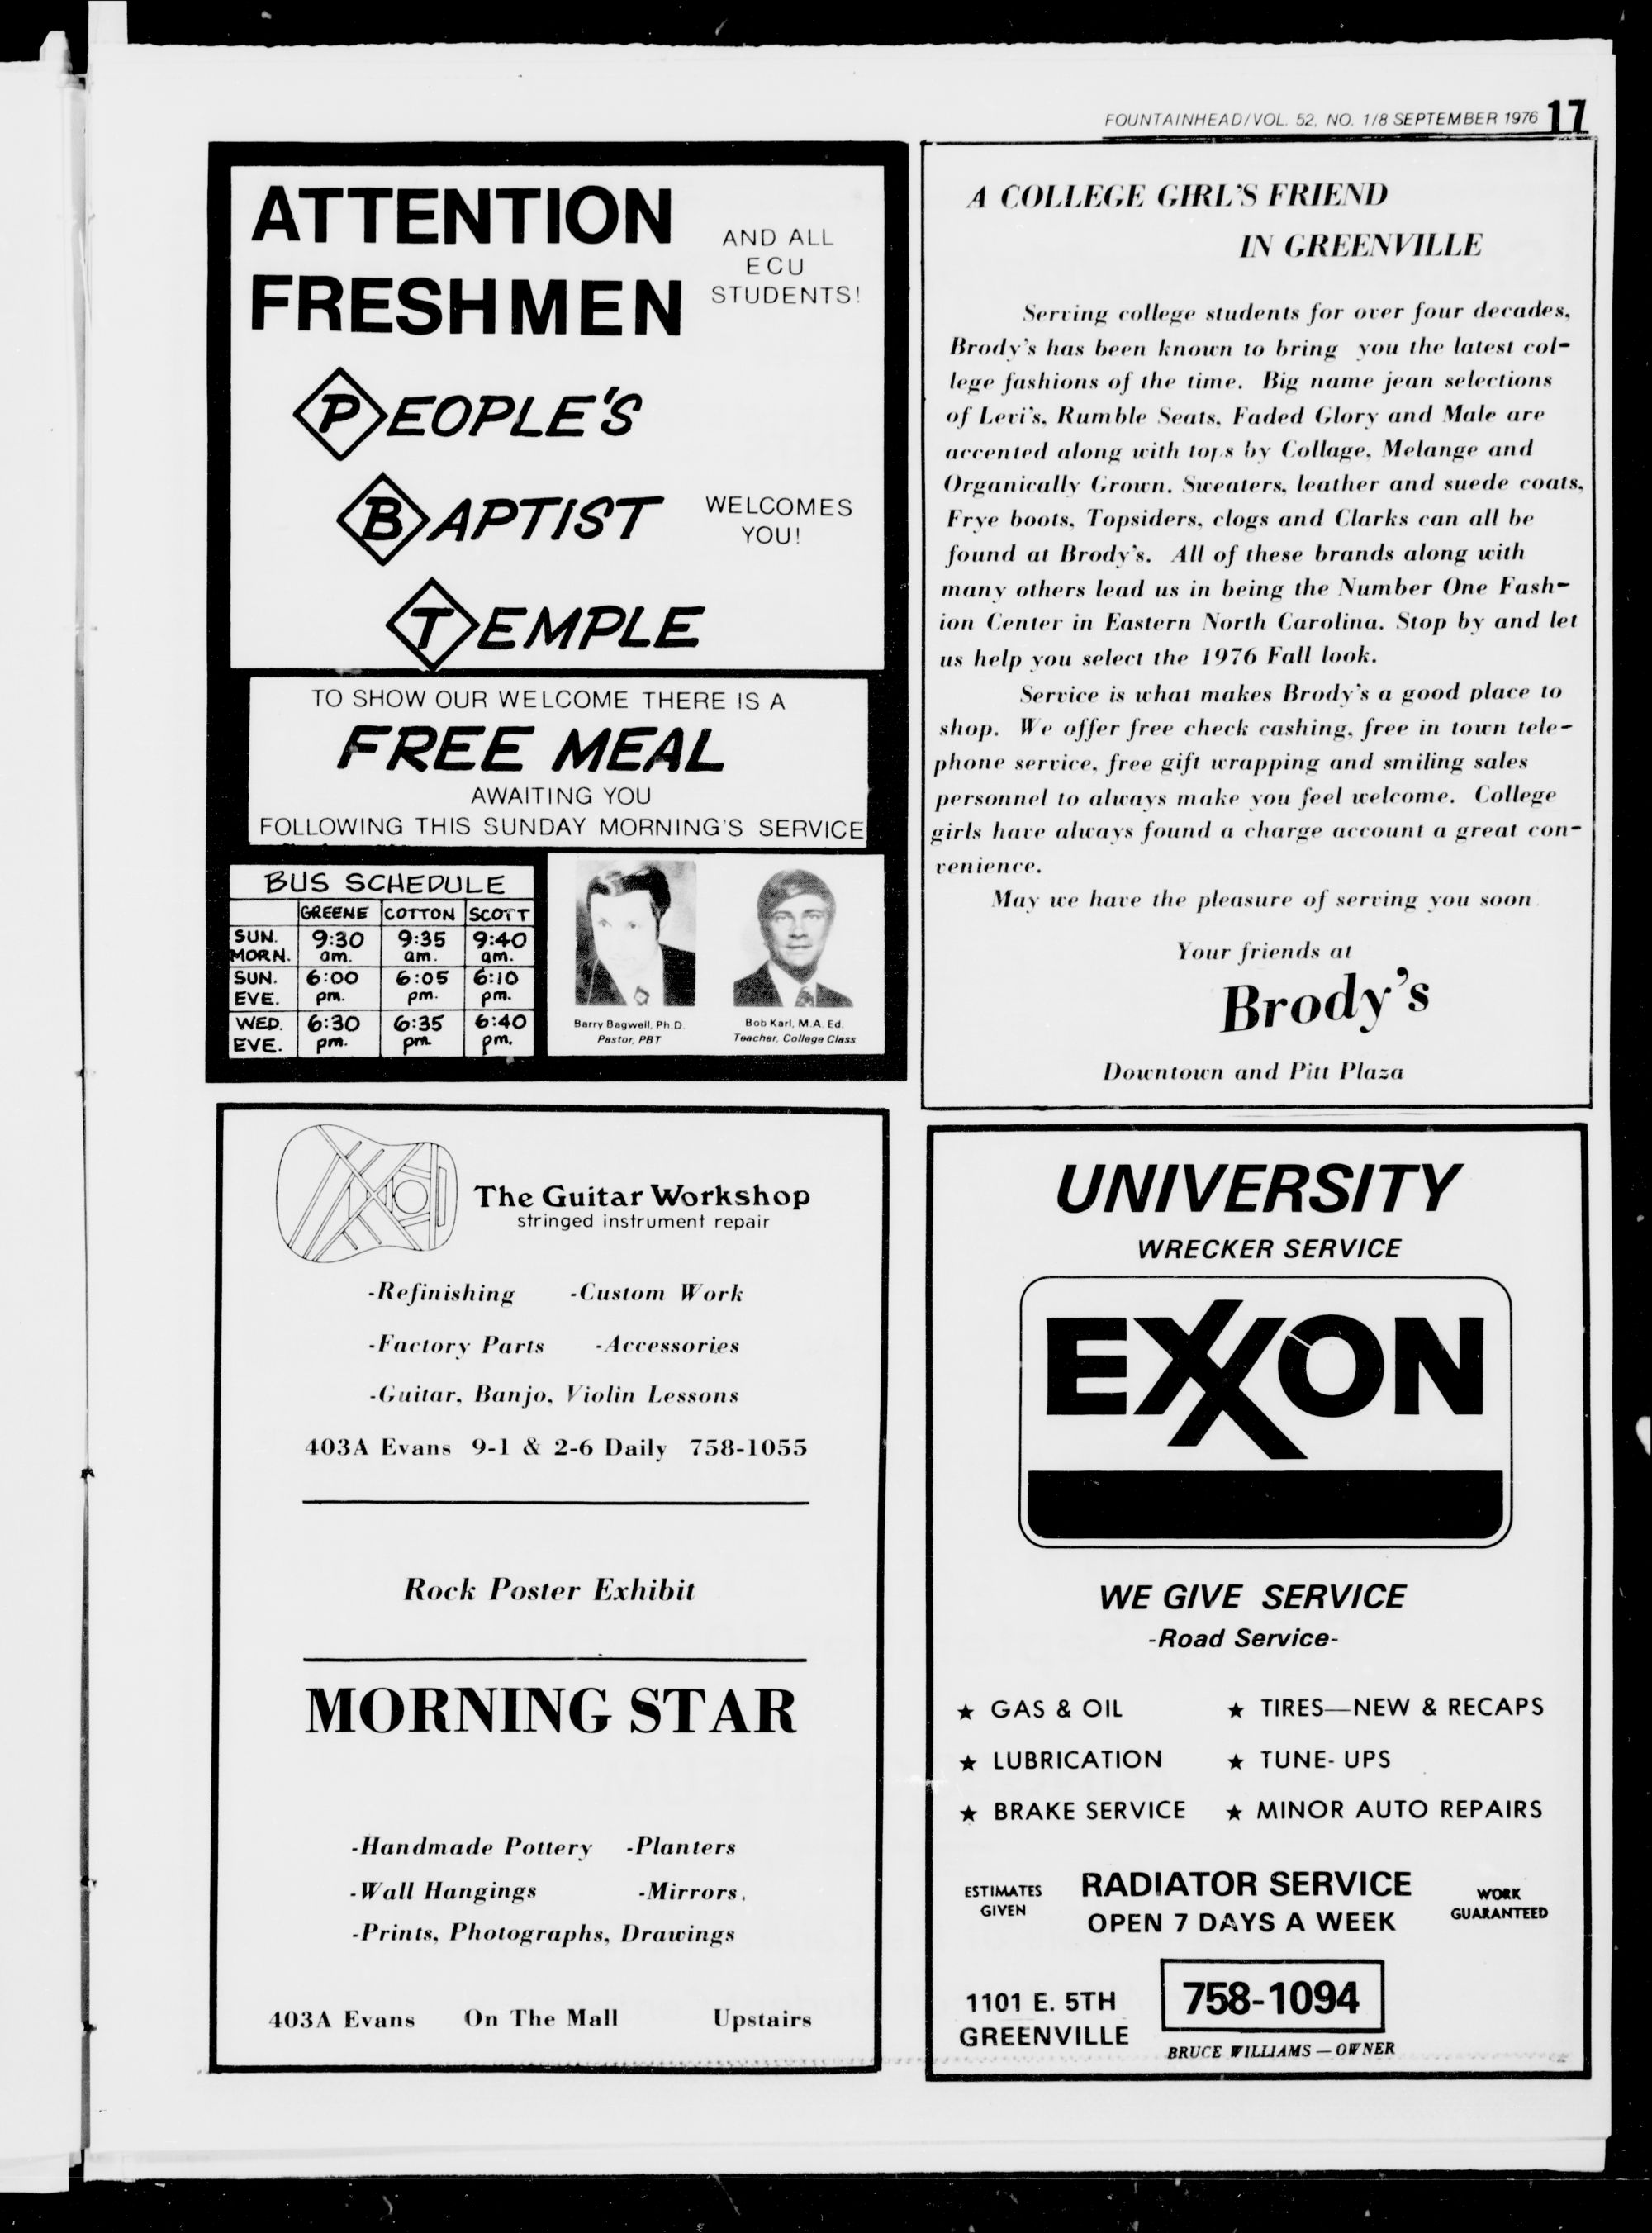 FOUNTAINHEAD/VOL. 52, NO. 1/8 SEPTEMBER 1976 17
ATTENTION
FRESHMEN
AND ALL
ECU
STUDENTS!
PEOPLE'S
BAPTIST
TEMPLE
WELCOMES
YOU!
TO SHOW OUR WELCOME THERE IS A
FREE MEAL
AWAITING YOU
FOLLOWING THIS SUNDAY MORNING'S SERVICE
BUS SCHEDULE
GREENE COTTON SCOTT
SUN. MORN. 9:30 am. 9:35 am. 9:40 am.
SUN. EVE. 6:00 pm. 6:05 pm. 6:10 pm.
WED. EVE. 6:30 pm. 6:35 pm. 6:40 pm.
Barry Bagwell, Ph.D.
Pastor, PBT
Bob Karl, M.A. Ed.
Teacher, College Class
A COLLEGE GIRL'S FRIEND
IN GREENVILLE
Serving college students for over four decades,
Brody's has been known to bring you the latest col-
lege fashions of the time. Big name jean selections
of Levi's, Rumble Seats, Faded Glory and Male are
accented along with tops by Collage, Melange and
Organically Grown. Sweaters, leather and suede coats,
Frye boots, Topsiders, clogs and Clarks can all be
found at Brody's. All of these brands along with
many others lead us in being the Number One Fash-
ion Center in Eastern North Carolina. Stop by and let
us help you select the 1976 Fall look.
Service is what makes Brody's a good place to
shop. We offer free check cashing, free in town tele-
phone service, free gift wrapping and smiling sales
personnel to always make you feel welcome. College
girls have always found a charge account a great con-
venience.
May we have the pleasure of serving you soon.
Your friends at
Brody's
Downtown and Pitt Plaza
The Guitar Workshop
stringed instrument repair
-Refinishing -Custom Work
-Factory Parts -Accessories
-Guitar, Banjo, Violin Lessons
403A Evans 9-1 & 2-6 Daily 758-1055
Rock Poster Exhibit
MORNING STAR
-Handmade Pottery -Planters
-Wall Hangings -Mirrors.
-Prints, Photographs, Drawings
403A Evans On The Mall Upstairs
UNIVERSITY
WRECKER SERVICE
EXXON
WE GIVE SERVICE
-Road Service-
★ GAS & OIL ★ TIRES—NEW & RECAPS
★ LUBRICATION ★ TUNE- UPS
★ BRAKE SERVICE ★ MINOR AUTO REPAIRS
ESTIMATES
GIVEN
RADIATOR SERVICE
OPEN 7 DAYS A WEEK
WORK
GUARANTEED
1101 E. 5TH
GREENVILLE
758-1094
BRUCE WILLIAMS — OWNER